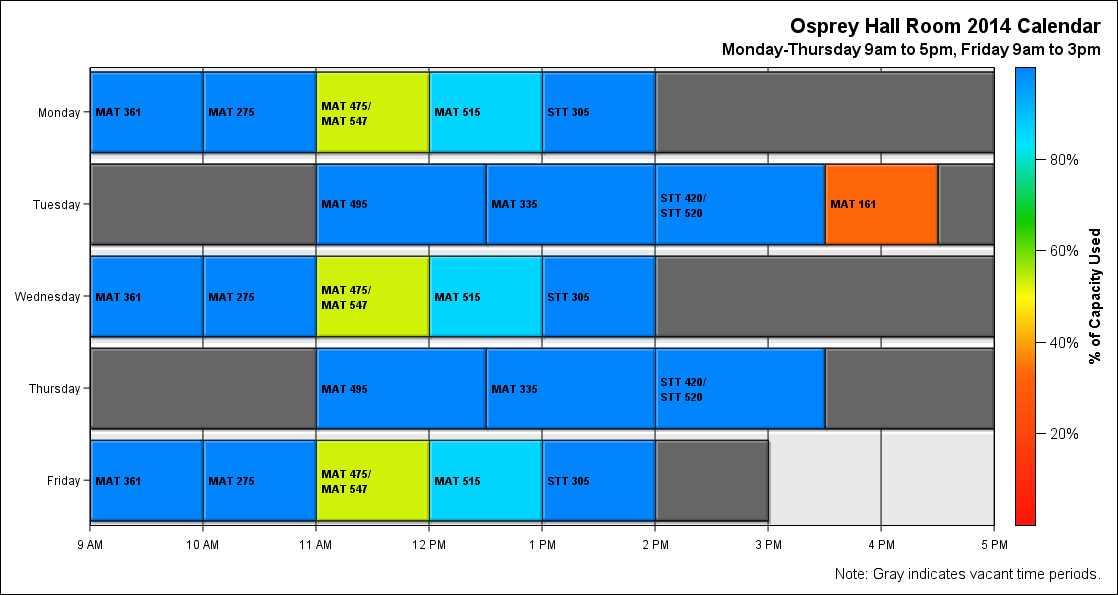 Osprey Hall Room 2014 Calendar
Monday-Thursday 9am to 5pm, Friday 9am to 3pm
Monday
MAT 361
MAT 275
MAT 475/
MAT 547
MAT 515
STT 305
Tuesday
MAT 495
MAT 335
STT 420/
STT 520
MAT 161
Wednesday
MAT 361
MAT 275
MAT 475/
MAT 547
MAT 515
STT 305
Thursday
MAT 495
MAT 335
STT 420/
STT 520
Friday
MAT 361
MAT 275
MAT 475/
MAT 547
MAT 515
STT 305
9 AM
10 AM
11 AM
12 PM
1 PM
2 PM
3 PM
4 PM
5 PM
80%
60%
40%
20%
% of Capacity Used
Note: Gray indicates vacant time periods.